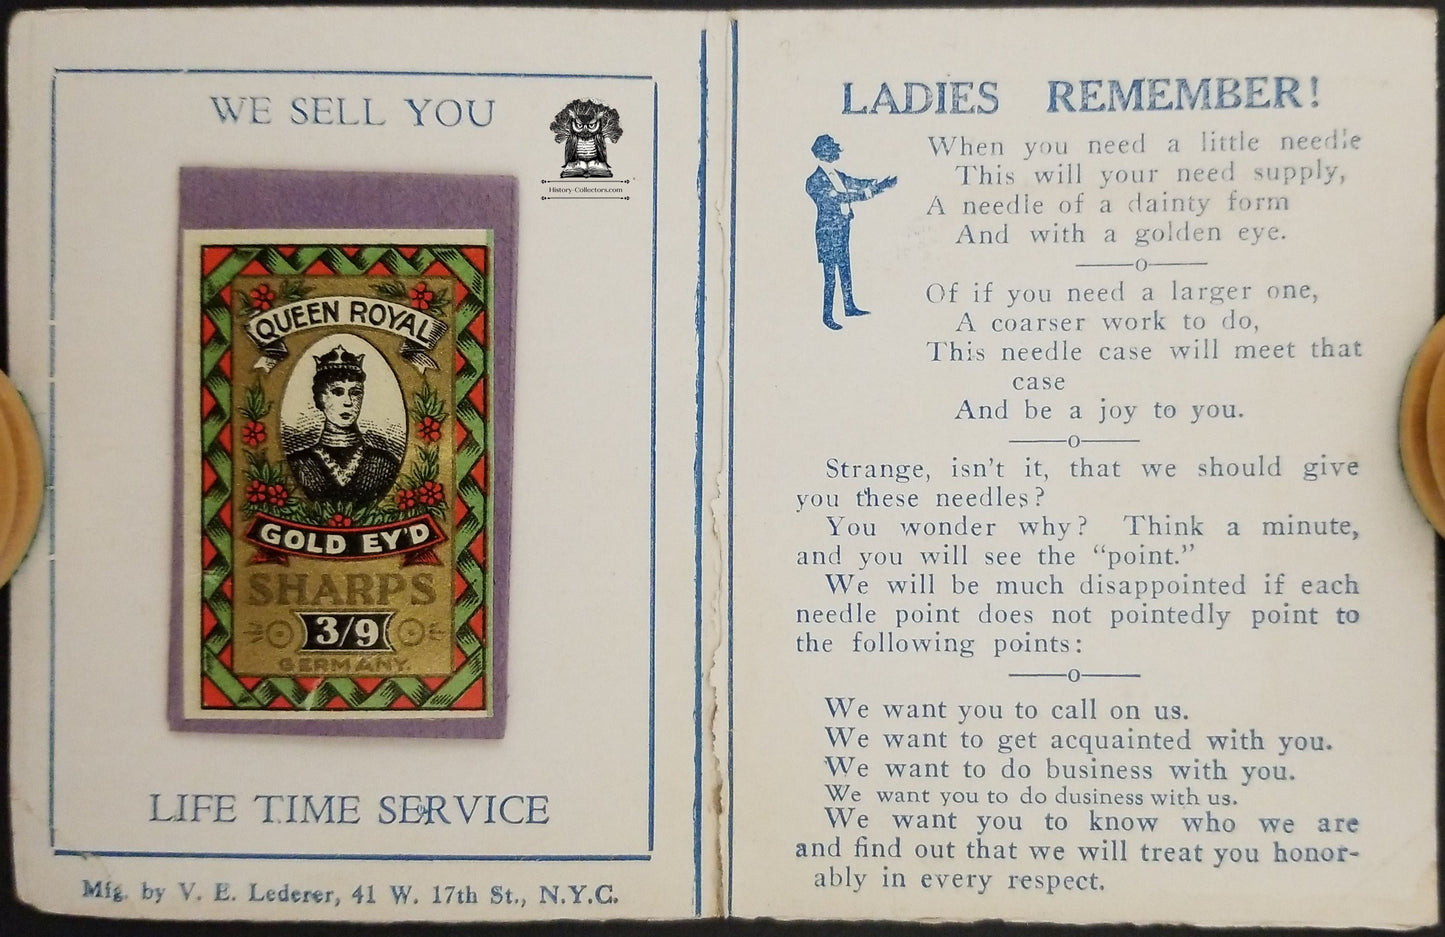 WE SELL YOU
History-Collectors.com
QUEEN ROYAL
GOLD EY'D
SHARPS
3/9
GERMANY.
LIFE TIME SERVICE
Mfg. by V. E. Lederer, 41 W. 17th St., N.Y.C.
LADIES REMEMBER!
When you need a little needle
This will your need supply,
A needle of a dainty form
And with a golden eye.
o
Of if you need a larger one,
A coarser work to do,
This needle case will meet that
case
And be a joy to you.
o
Strange, isn't it, that we should give
you these needles?
You wonder why? Think a minute,
and you will see the "point."
We will be much disappointed if each
needle point does not pointedly point to
the following points:
o
We want you to call on us.
We want to get acquainted with you.
We want to do business with you.
We want you to do dusiness with us.
We want you to know who we are
and find out that we will treat you honor-
ably in every respect.